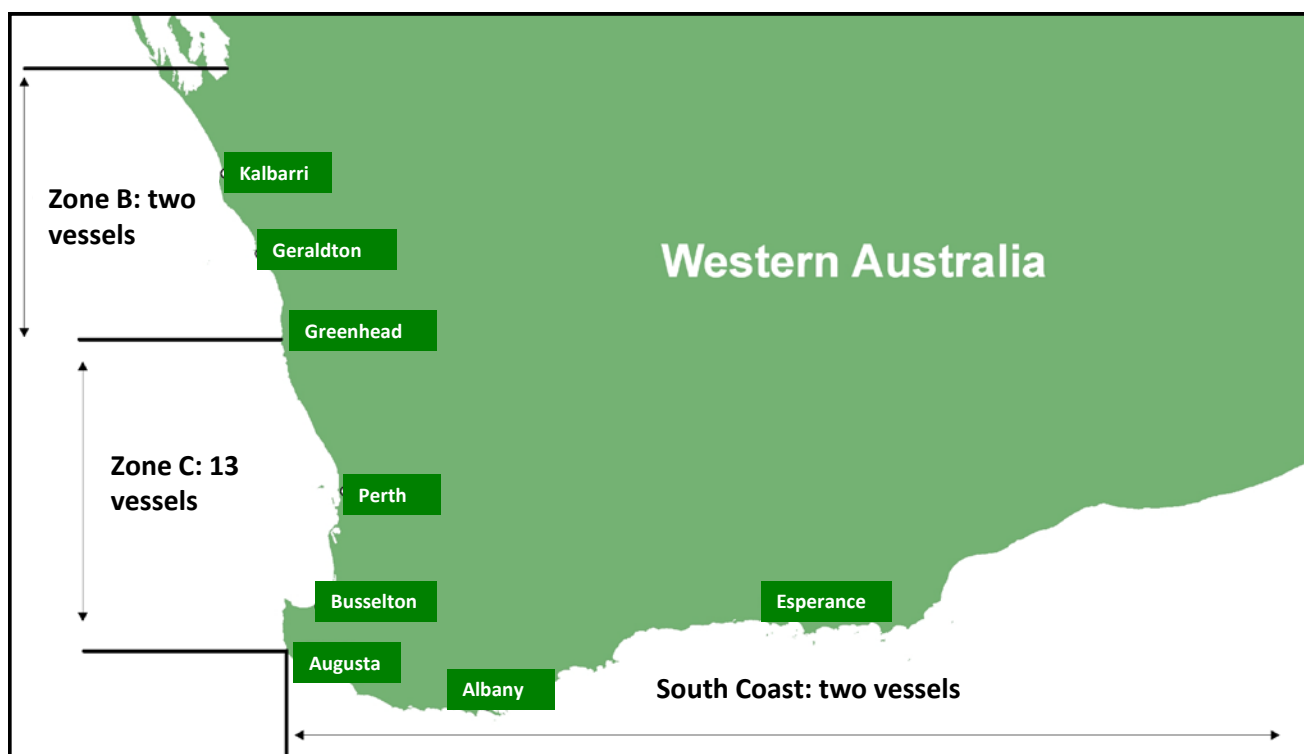 Kalbarri
Zone B: two
vessels
Geraldton
Western Australia
Greenhead
Zone C: 13
vessels
Perth
Busselton
Esperance
Augusta
Albany
South Coast: two vessels